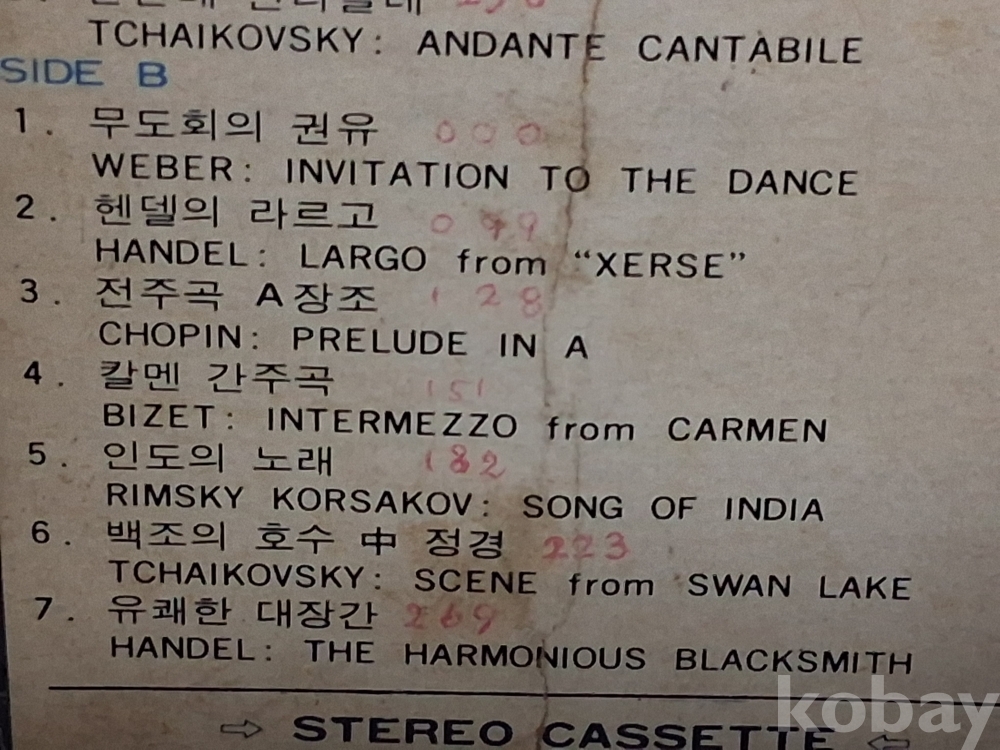 TCHAIKOVSKY: ANDANTE CANTABILE
SIDE B
1. 무도회의 권유 000
WEBER: INVITATION TO THE DANCE
2. 헨델의 라르고 099
HANDEL: LARGO from "XERSE"
3. 전주곡 A장조 128
CHOPIN: PRELUDE IN A
4. 칼멘 간주곡 151
BIZET: INTERMEZZO from CARMEN
5. 인도의 노래 182
RIMSKY KORSAKOV: SONG OF INDIA
6. 백조의 호수 中 정경 223
TCHAIKOVSKY: SCENE from SWAN LAKE
7. 유쾌한 대장간 269
HANDEL: THE HARMONIOUS BLACKSMITH
⇨ STEREO CASSETTE ⇦
kobay